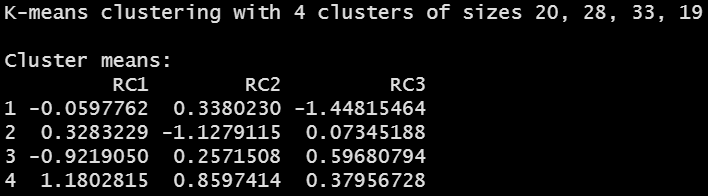 K-means clustering with 4 clusters of sizes 20, 28, 33, 19

Cluster means:
         RC1        RC2         RC3
1 -0.0597762  0.3380230 -1.44815464
2  0.3283229 -1.1279115  0.07345188
3 -0.9219050  0.2571508  0.59680794
4  1.1802815  0.8597414  0.37956728